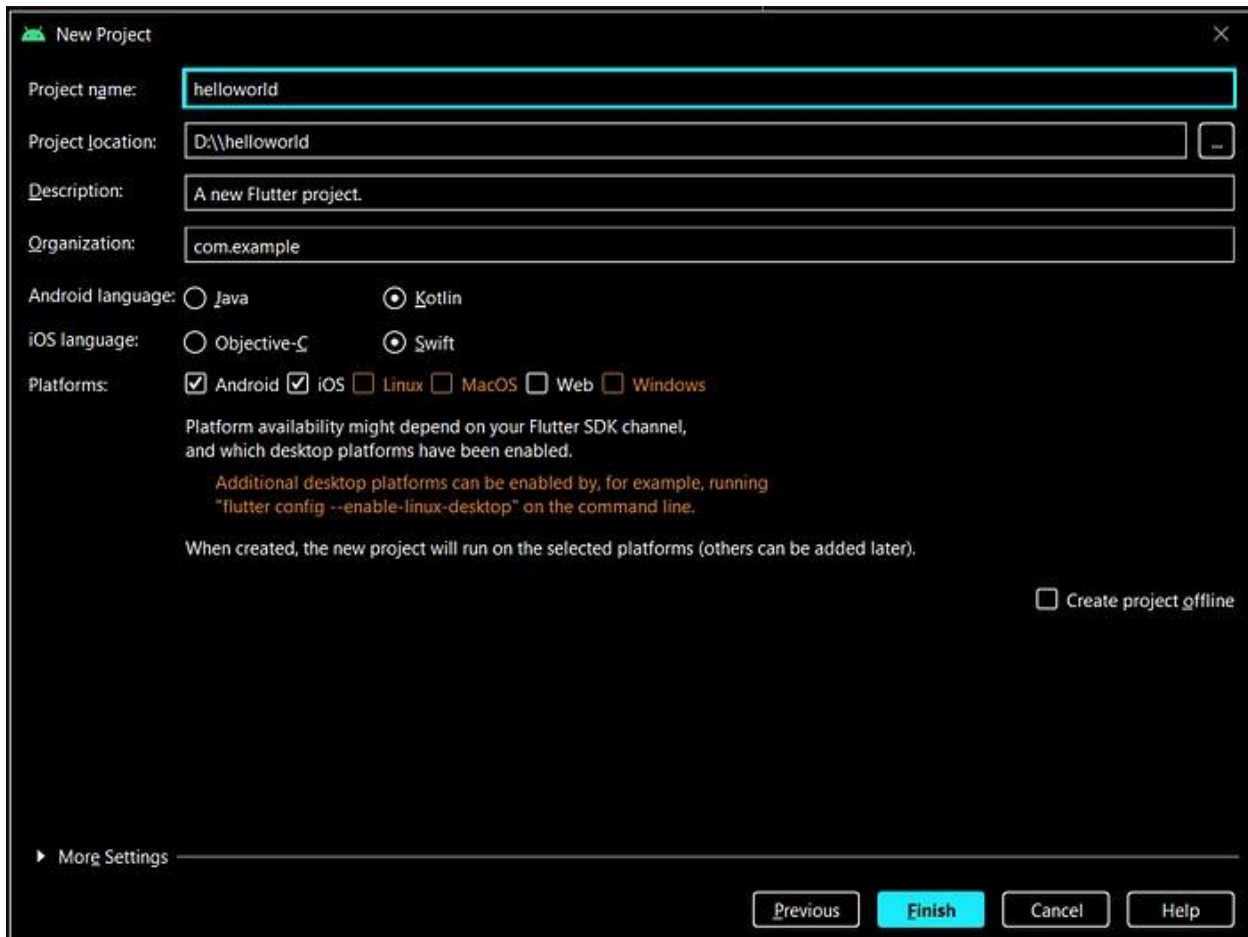 New Project
Project name: helloworld
Project location: D:\\helloworld ...
Description: A new Flutter project.
Organization: com.example
Android language: Java Kotlin
iOS language: Objective-C Swift
Platforms: Android iOS Linux MacOS Web Windows
Platform availability might depend on your Flutter SDK channel,
and which desktop platforms have been enabled.
Additional desktop platforms can be enabled by, for example, running
"flutter config --enable-linux-desktop" on the command line.
When created, the new project will run on the selected platforms (others can be added later).
Create project offline
More Settings
Previous Finish Cancel Help